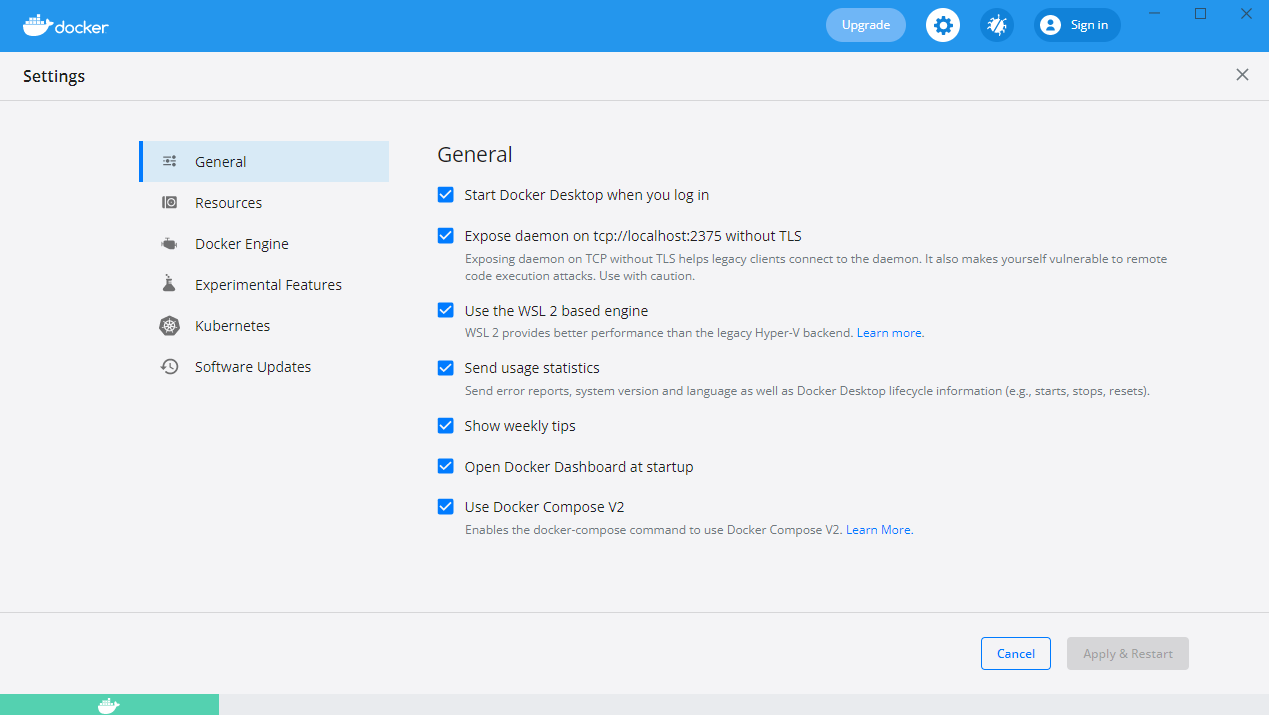 docker
Upgrade
Sign in
Settings
General
Resources
Docker Engine
Experimental Features
Kubernetes
Software Updates
General
Start Docker Desktop when you log in
Expose daemon on tcp://localhost:2375 without TLS
Exposing daemon on TCP without TLS helps legacy clients connect to the daemon. It also makes yourself vulnerable to remote
code execution attacks. Use with caution.
Use the WSL 2 based engine
WSL 2 provides better performance than the legacy Hyper-V backend. Learn more.
Send usage statistics
Send error reports, system version and language as well as Docker Desktop lifecycle information (e.g., starts, stops, resets).
Show weekly tips
Open Docker Dashboard at startup
Use Docker Compose V2
Enables the docker-compose command to use Docker Compose V2. Learn More.
Cancel
Apply & Restart